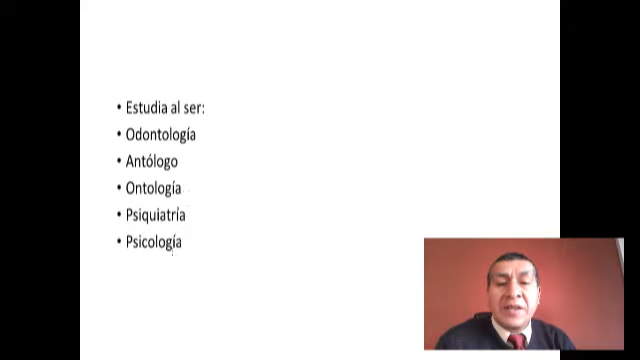 • Estudia al ser:
• Odontología
• Antólogo
• Ontología
• Psiquiatría
• Psicología